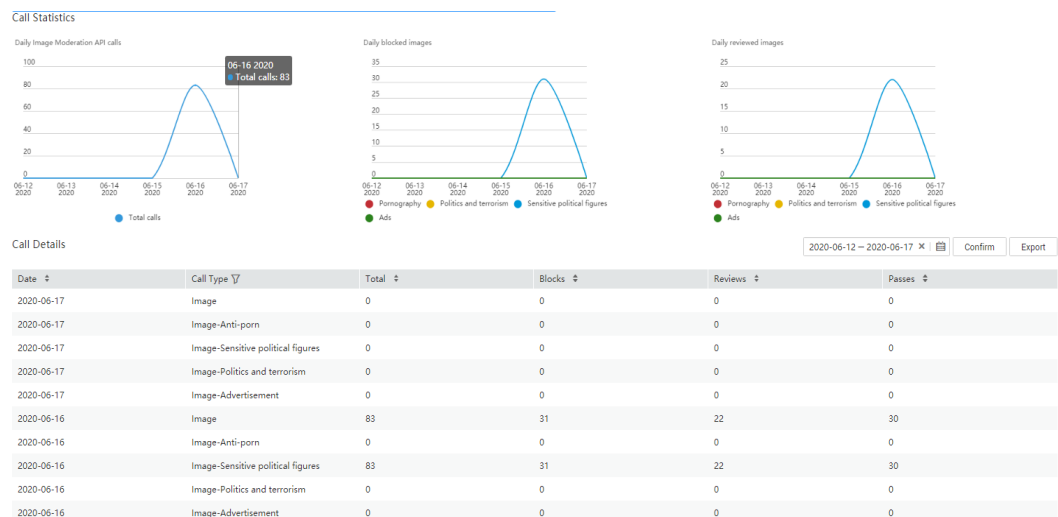 Call Statistics
Daily Image Moderation API calls
100
80
60
40
20
0
06-12 2020
06-13 2020
06-14 2020
06-15 2020
06-16 2020
06-17 2020
06-16 2020
Total calls: 83
Total calls
Daily blocked images
35
30
25
20
15
10
5
0
06-12 2020
06-13 2020
06-14 2020
06-15 2020
06-16 2020
06-17 2020
Pornography Politics and terrorism Sensitive political figures
Ads
Daily reviewed images
25
20
15
10
5
0
06-12 2020
06-13 2020
06-14 2020
06-15 2020
06-16 2020
06-17 2020
Pornography Politics and terrorism Sensitive political figures
Ads
Call Details
2020-06-12 — 2020-06-17 × Confirm Export
Date Call Type Total Blocks Reviews Passes
2020-06-17 Image 0 0 0 0
2020-06-17 Image-Anti-porn 0 0 0 0
2020-06-17 Image-Sensitive political figures 0 0 0 0
2020-06-17 Image-Politics and terrorism 0 0 0 0
2020-06-17 Image-Advertisement 0 0 0 0
2020-06-16 Image 83 31 22 30
2020-06-16 Image-Anti-porn 0 0 0 0
2020-06-16 Image-Sensitive political figures 83 31 22 30
2020-06-16 Image-Politics and terrorism 0 0 0 0
2020-06-16 Image-Advertisement 0 0 0 0